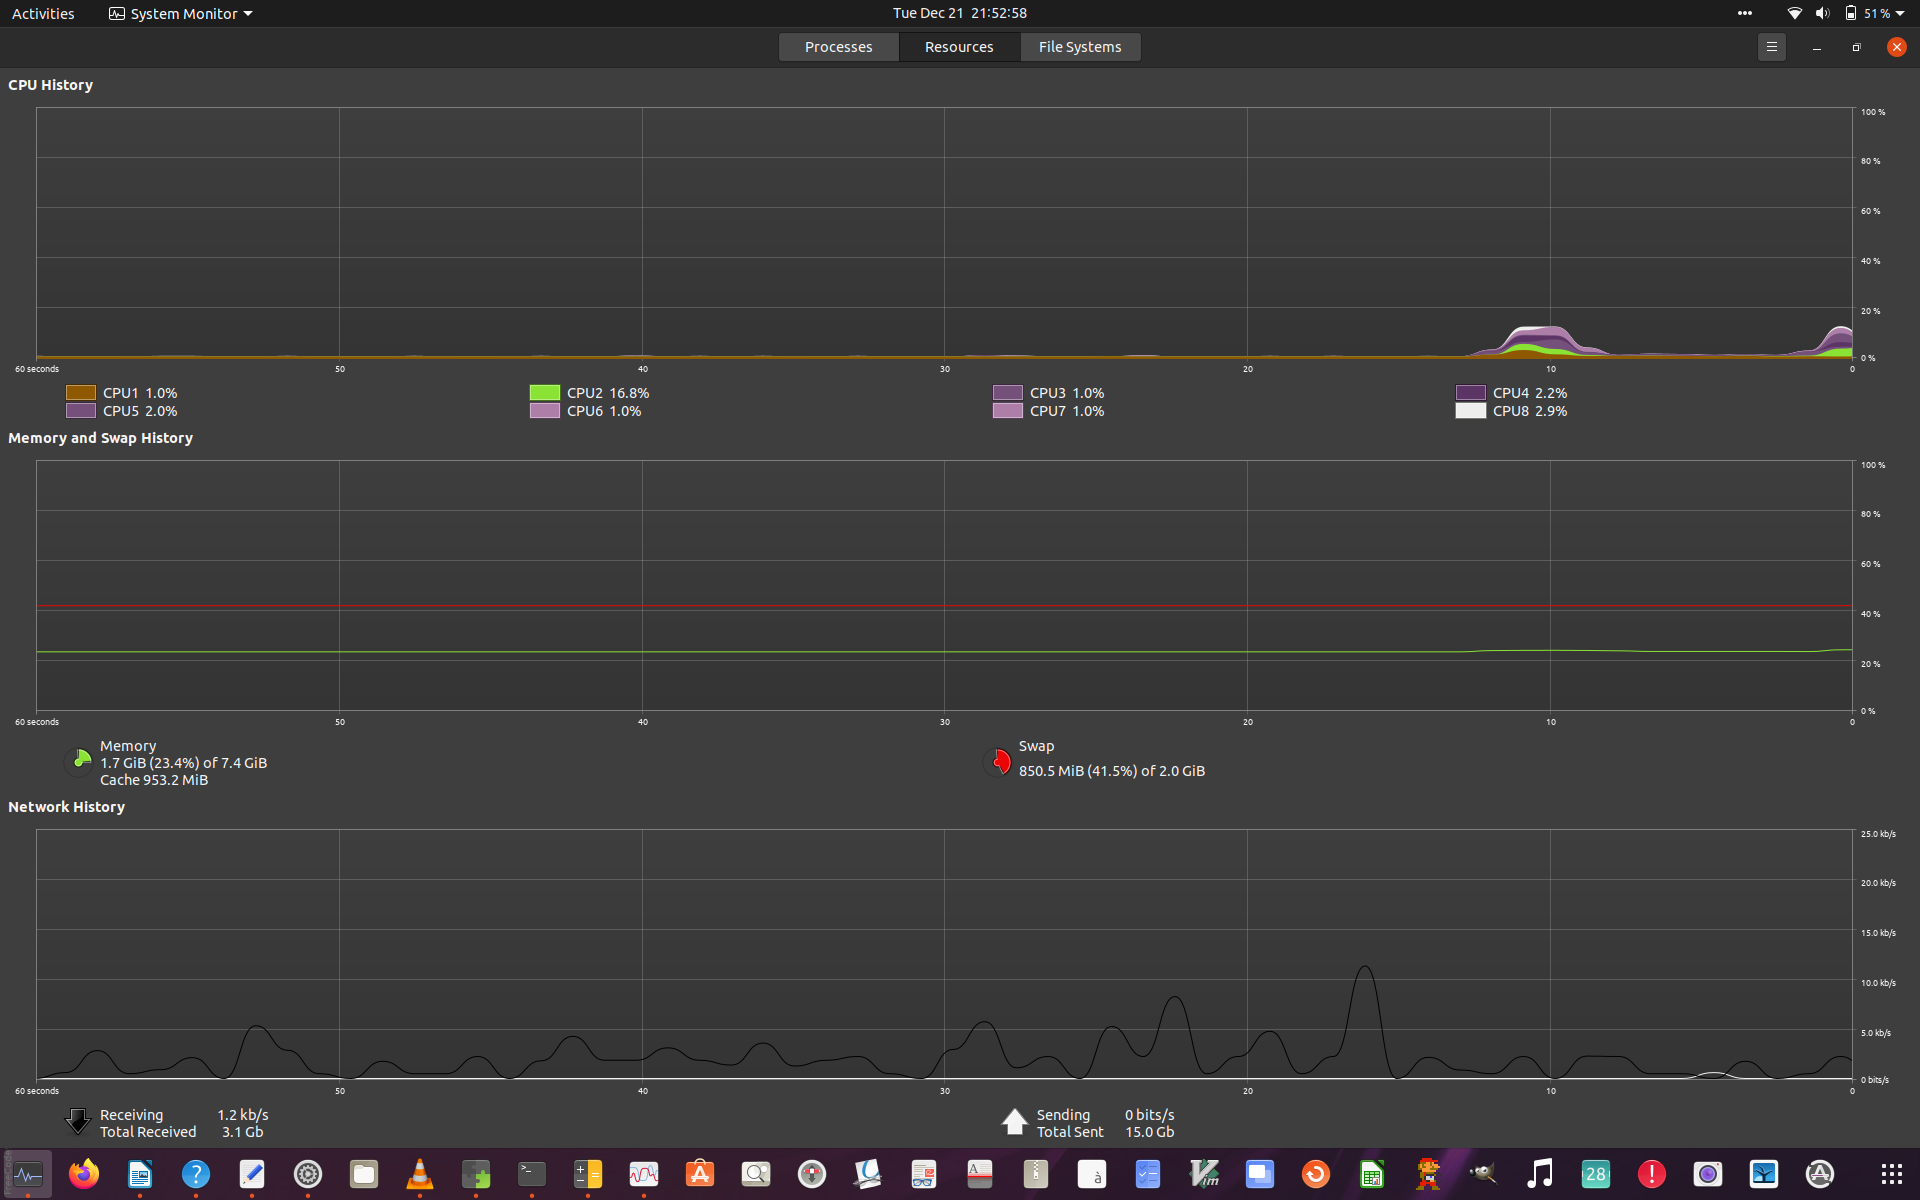 Activities System Monitor Tue Dec 21 21:52:58 51 %
Processes Resources File Systems
CPU History
100 %
80 %
60 %
40 %
20 %
0 %
60 seconds 50 40 30 20 10 0
CPU1 1.0% CPU2 16.8% CPU3 1.0% CPU4 2.2%
CPU5 2.0% CPU6 1.0% CPU7 1.0% CPU8 2.9%
Memory and Swap History
100 %
80 %
60 %
40 %
20 %
0 %
60 seconds 50 40 30 20 10 0
Memory
1.7 GiB (23.4%) of 7.4 GiB
Cache 953.2 MiB
Swap
850.5 MiB (41.5%) of 2.0 GiB
Network History
25.0 kb/s
20.0 kb/s
15.0 kb/s
10.0 kb/s
5.0 kb/s
0 bits/s
60 seconds 50 40 30 20 10 0
Receiving 1.2 kb/s
Total Received 3.1 Gb
Sending 0 bits/s
Total Sent 15.0 Gb
28